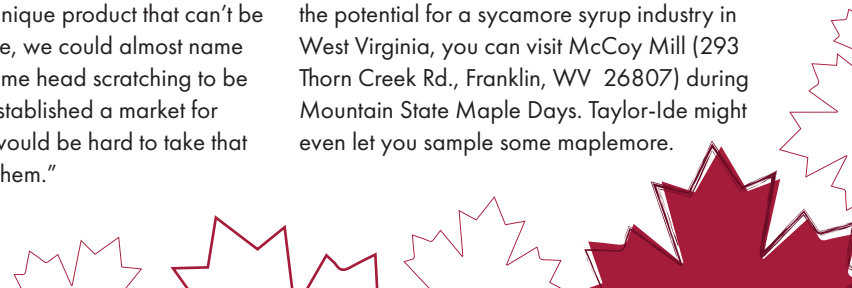 nique product that can't be
e, we could almost name
me head scratching to be
stablished a market for
would be hard to take that
hem."
the potential for a sycamore syrup industry in
West Virginia, you can visit McCoy Mill (293
Thorn Creek Rd., Franklin, WV 26807) during
Mountain State Maple Days. Taylor-Ide might
even let you sample some maplemore.